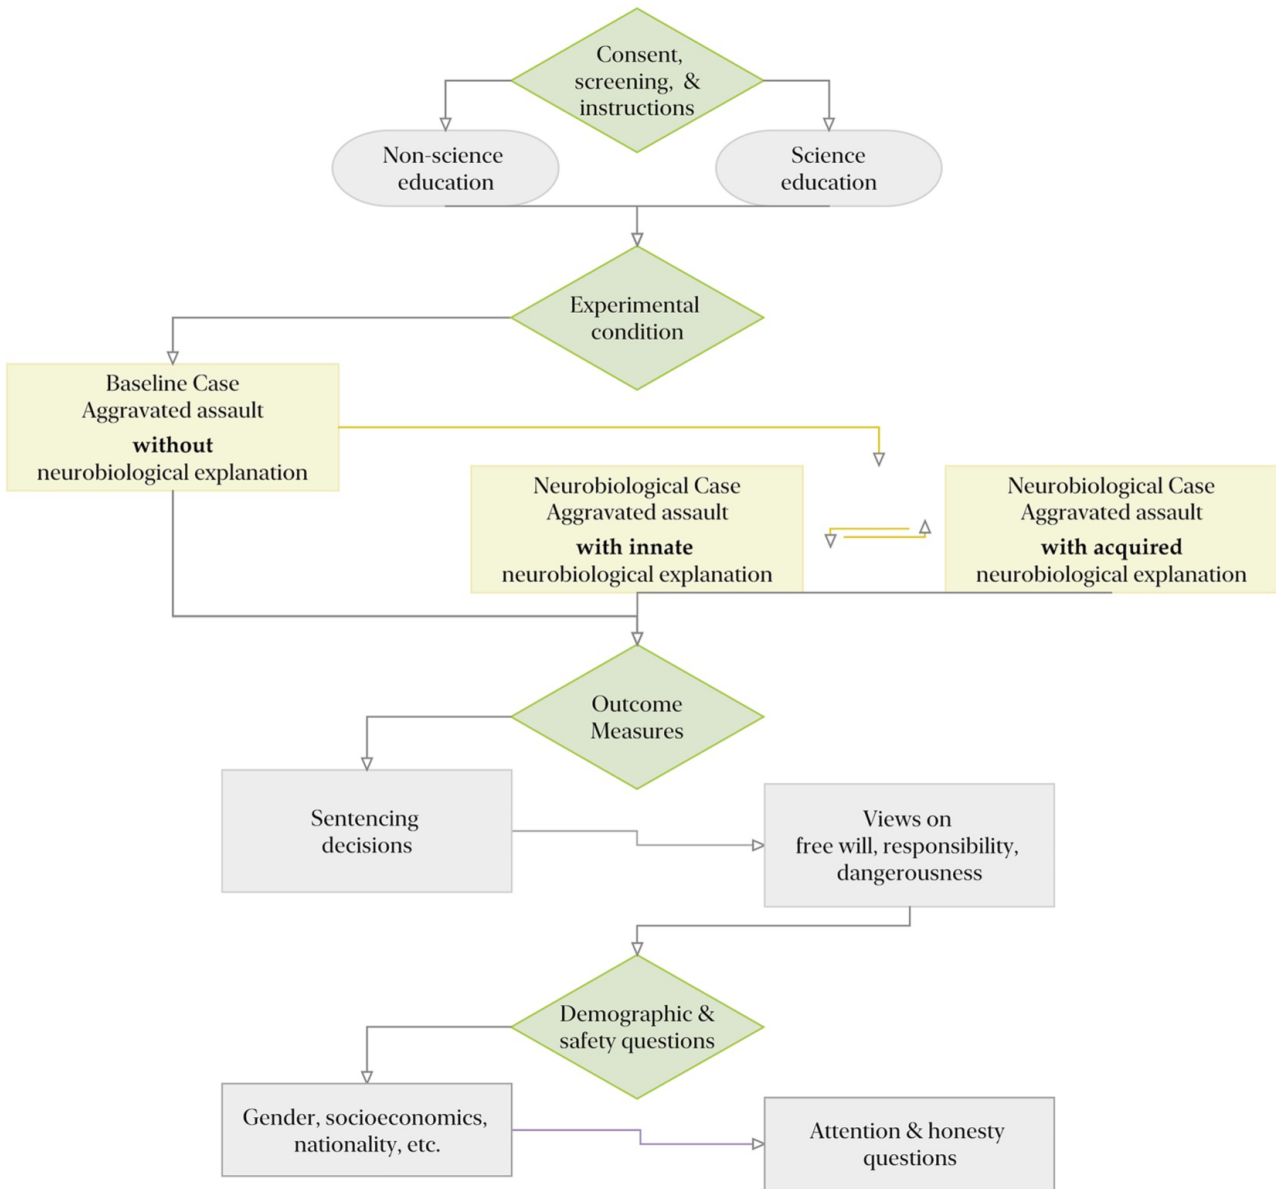 Consent,
screening, &
instructions
Non-science
education
Science
education
Experimental
condition
Baseline Case
Aggravated assault
without
neurobiological explanation
Neurobiological Case
Aggravated assault
with innate
neurobiological explanation
Neurobiological Case
Aggravated assault
with acquired
neurobiological explanation
Outcome
Measures
Sentencing
decisions
Views on
free will, responsibility,
dangerousness
Demographic &
safety questions
Gender, socioeconomics,
nationality, etc.
Attention & honesty
questions